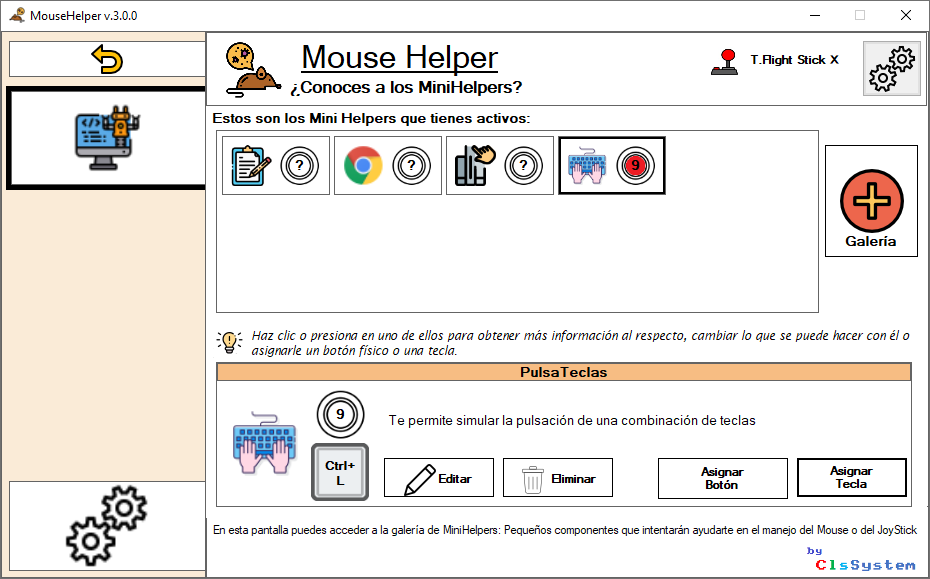 MouseHelper v.3.0.0
Mouse Helper
¿Conoces a los MiniHelpers?
T.Flight Stick X
Estos son los Mini Helpers que tienes activos:
?
?
?
9
Galería
Haz clic o presiona en uno de ellos para obtener más información al respecto, cambiar lo que se puede hacer con él o
asignarle un botón físico o una tecla.
PulsaTeclas
9
Te permite simular la pulsación de una combinación de teclas
Ctrl+
L
Editar
Eliminar
Asignar
Botón
Asignar
Tecla
En esta pantalla puedes acceder a la galería de MiniHelpers: Pequeños componentes que intentarán ayudarte en el manejo del Mouse o del JoyStick
by
ClsSystem